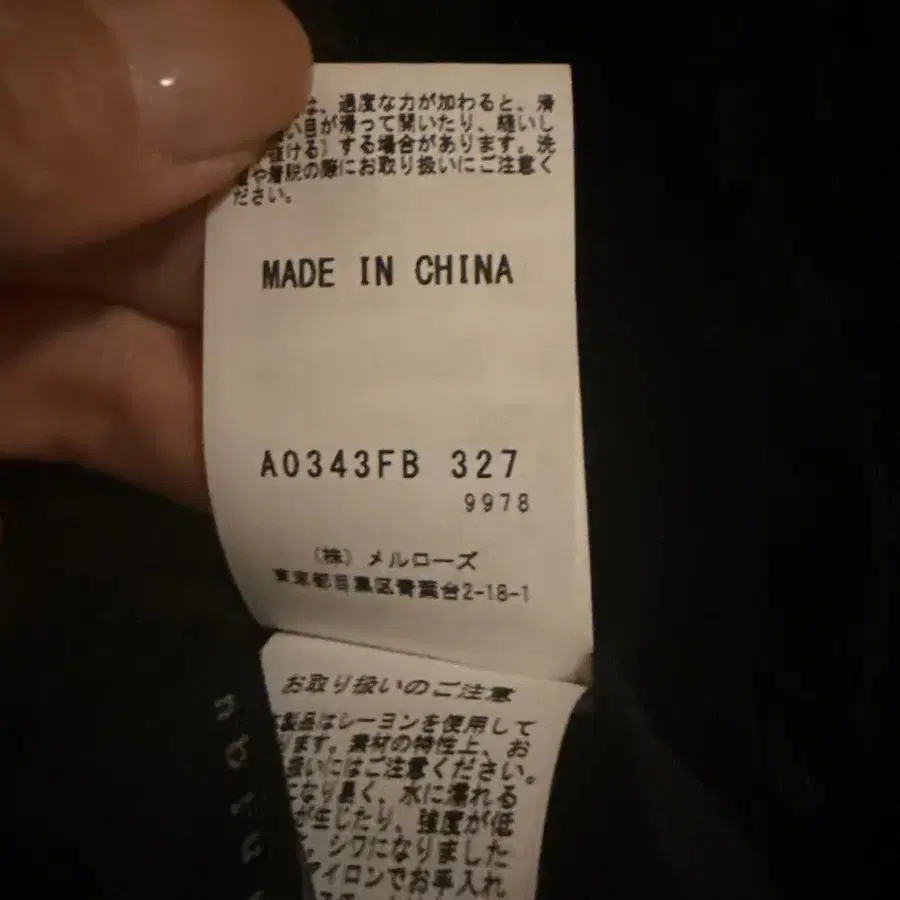 は、過度な力が加わると、滑
い目が滑って開いたり、縫いし
抜ける）する場合があります。洗
濯や着脱の際にお取り扱いにご注意く
ださい。
MADE IN CHINA
A0343FB 327
9978
（株）メルローズ
東京都目黒区青葉台2-18-1
お取り扱いのご注意
製品はレーヨンを使用して
ります。素材の特性上、お
扱いにはご注意ください。
になり易く、水に濡れる
が生じたり、強度が低
。シワになりました
アイロンでお手入れ